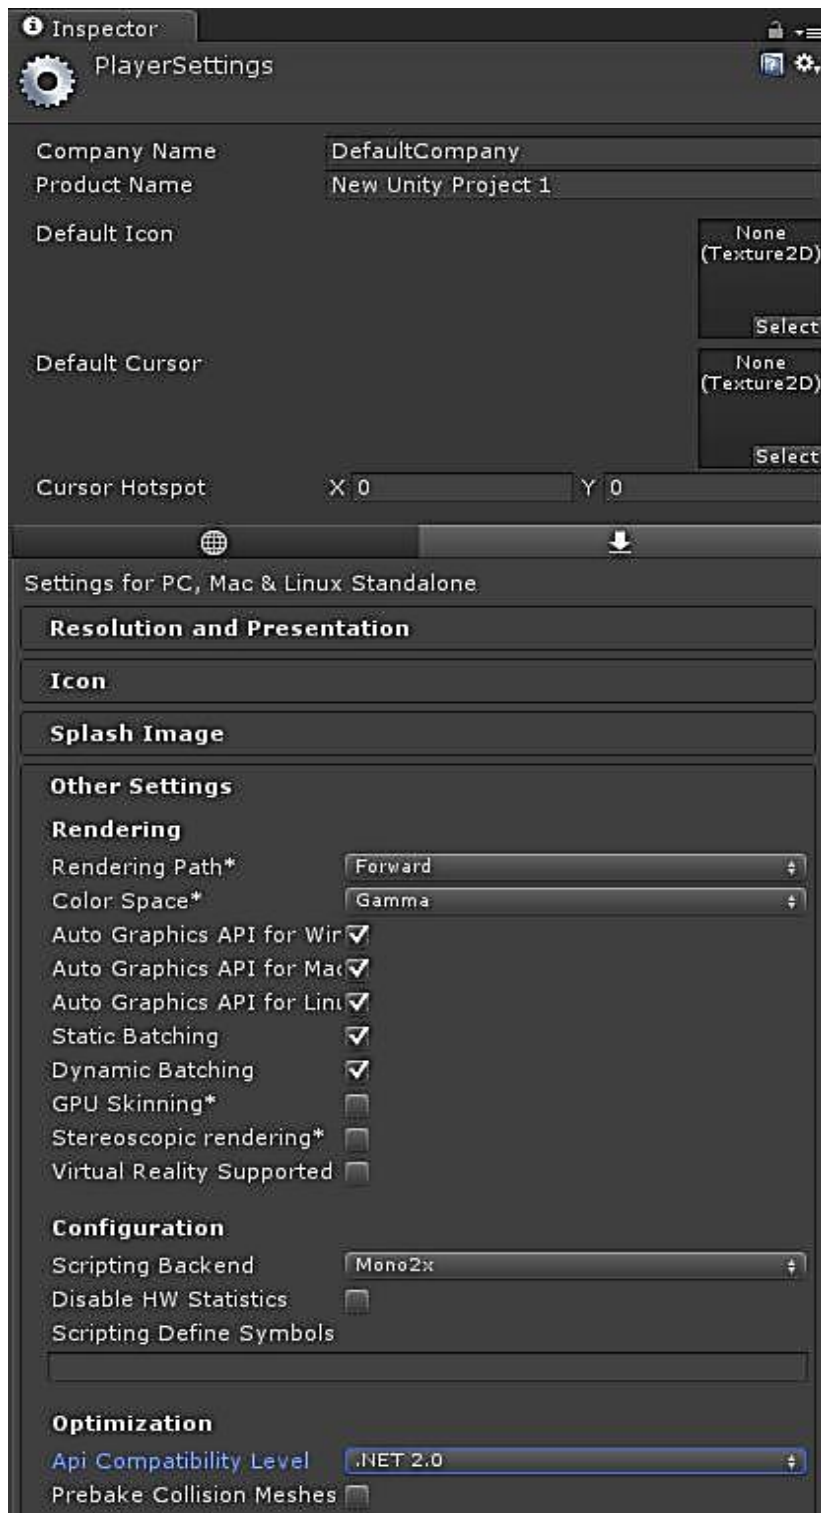 Inspector
PlayerSettings
Company Name DefaultCompany
Product Name New Unity Project 1
Default Icon None
(Texture2D)
Select
Default Cursor None
(Texture2D)
Select
Cursor Hotspot X 0 Y 0
Settings for PC, Mac & Linux Standalone
Resolution and Presentation
Icon
Splash Image
Other Settings
Rendering
Rendering Path* Forward
Color Space* Gamma
Auto Graphics API for Win
Auto Graphics API for Mac
Auto Graphics API for Linu
Static Batching
Dynamic Batching
GPU Skinning*
Stereoscopic rendering*
Virtual Reality Supported
Configuration
Scripting Backend Mono2x
Disable HW Statistics
Scripting Define Symbols
Optimization
Api Compatibility Level .NET 2.0
Prebake Collision Meshes